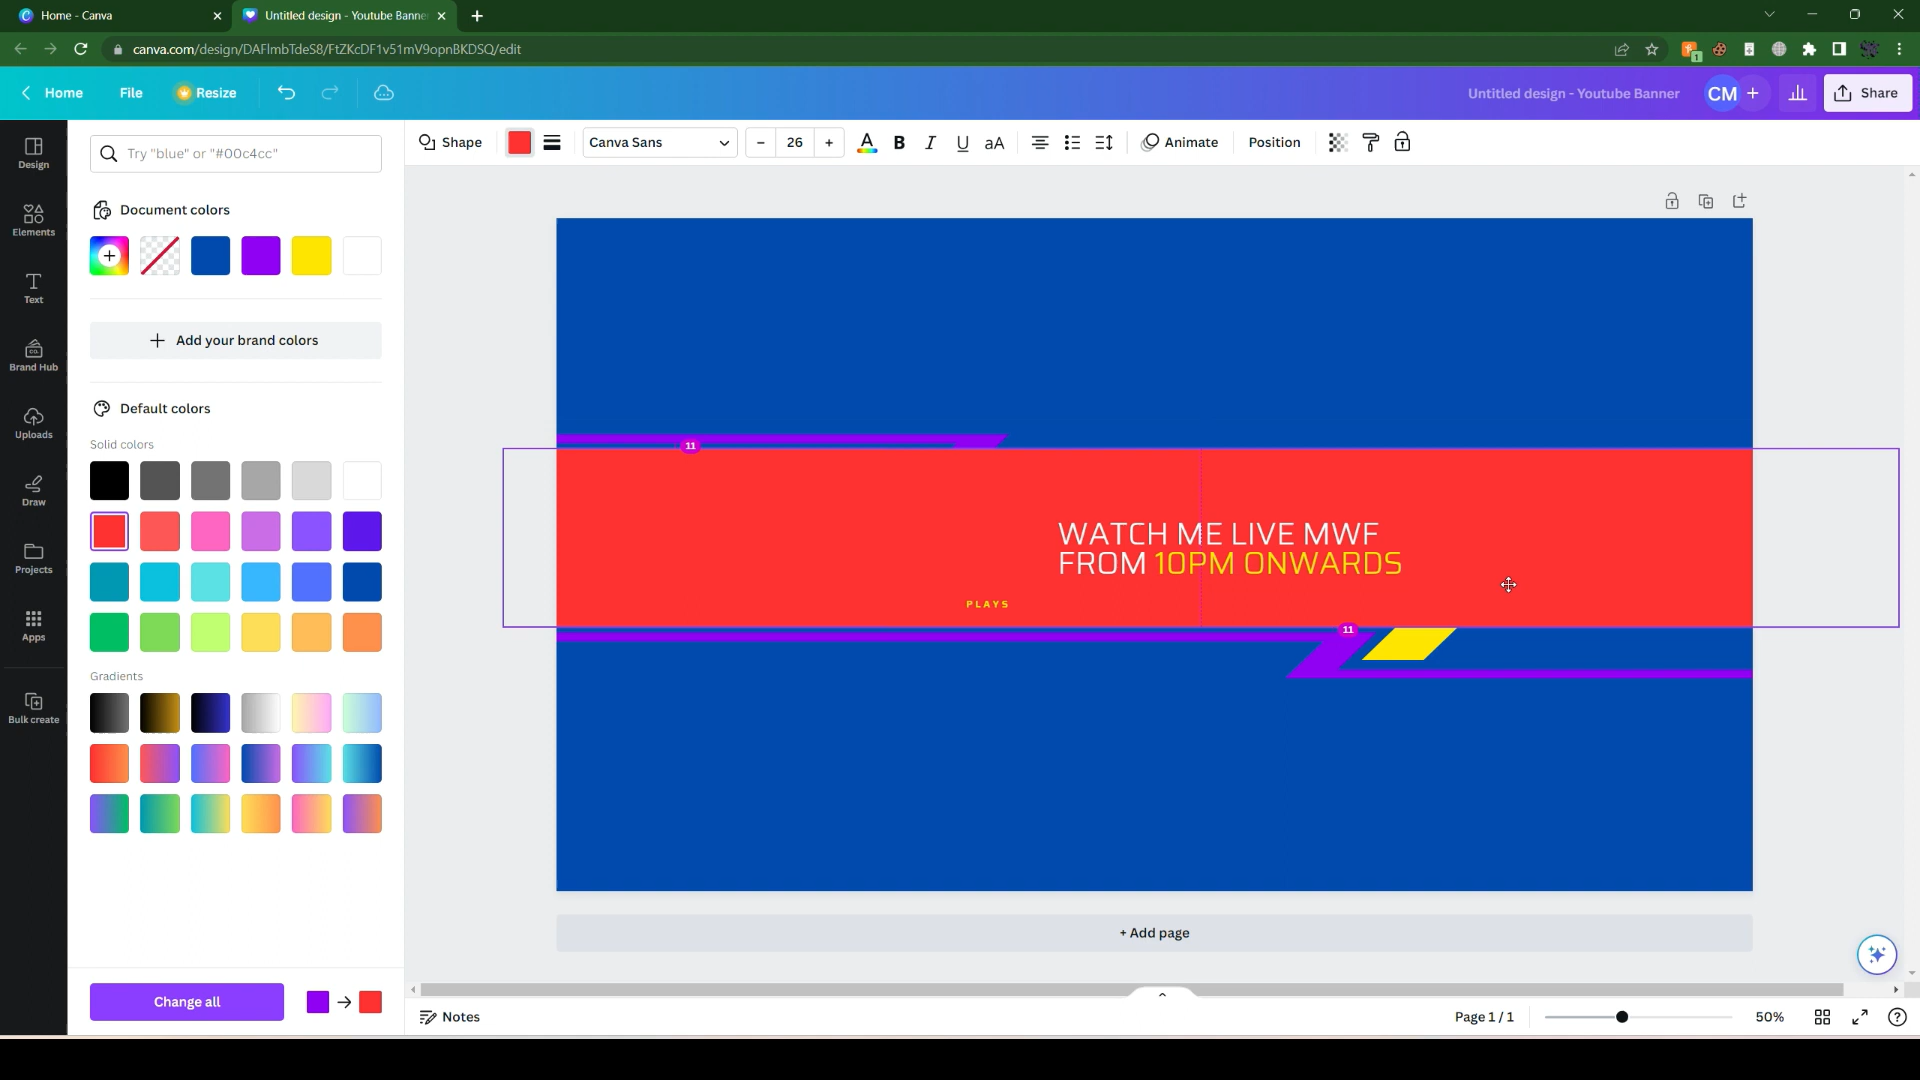 Home - Canva
Untitled design - Youtube Banne
canva.com/design/DAFlmbTdeS8/FtZKcDF1v51mV9opnBKDSQ/edit
1
Home
File
Resize
Untitled design - Youtube Banner
CM
Share
Design
Elements
Text
Brand Hub
Uploads
Draw
Projects
Apps
Bulk create
Try "blue" or "#00c4cc"
Document colors
Add your brand colors
Default colors
Solid colors
Gradients
Change all
Shape
Canva Sans
– 26 +
A B I U aA
Animate
Position
11
WATCH ME LIVE MWF
FROM 10PM ONWARDS
PLAYS
11
+ Add page
Notes
Page 1 / 1
50%